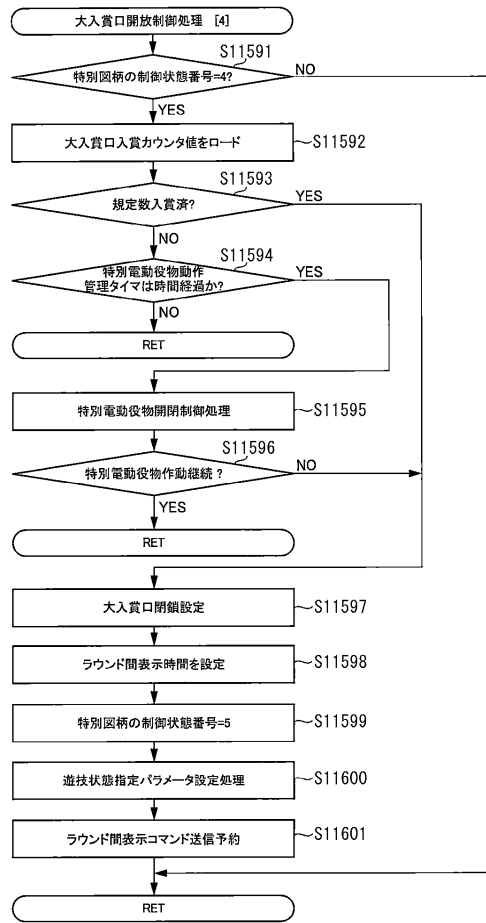 大入賞口開放制御処理 [4]
S11591
特別図柄の制御状態番号=4?
NO
YES
大入賞口入賞カウンタ値をロード
S11592
S11593
規定数入賞済?
YES
NO
S11594
特別電動役物動作
管理タイマは時間経過か?
YES
NO
RET
特別電動役物開閉制御処理
S11595
S11596
特別電動役物作動継続?
NO
YES
RET
大入賞口閉鎖設定
S11597
ラウンド間表示時間を設定
S11598
特別図柄の制御状態番号=5
S11599
遊技状態指定パラメータ設定処理
S11600
ラウンド間表示コマンド送信予約
S11601
RET